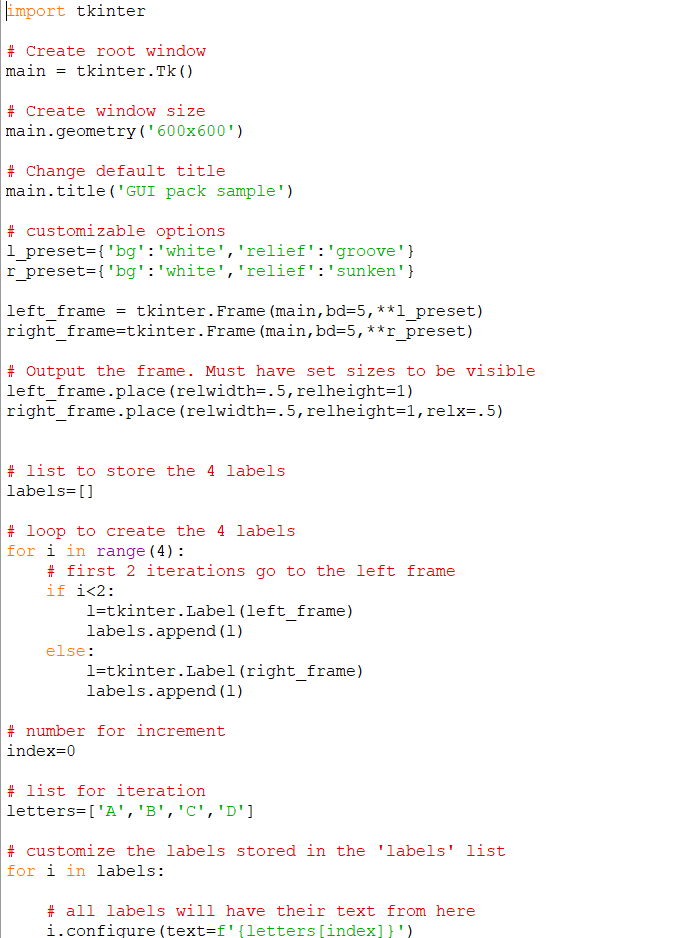 import tkinter
# Create root window
main = tkinter.Tk()
# Create window size
main.geometry('600x600')
# Change default title
main.title('GUI pack sample')
# customizable options
l_preset={'bg':'white','relief':'groove'}
r_preset={'bg':'white','relief':'sunken'}
left_frame = tkinter.Frame(main,bd=5,**l_preset)
right_frame=tkinter.Frame(main,bd=5,**r_preset)
# Output the frame. Must have set sizes to be visible
left_frame.place(relwidth=.5,relheight=1)
right_frame.place(relwidth=.5,relheight=1,relx=.5)
# list to store the 4 labels
labels=[]
# loop to create the 4 labels
for i in range(4):
    # first 2 iterations go to the left frame
    if i<2:
        l=tkinter.Label(left_frame)
        labels.append(l)
    else:
        l=tkinter.Label(right_frame)
        labels.append(l)
# number for increment
index=0
# list for iteration
letters=['A','B','C','D']
# customize the labels stored in the 'labels' list
for i in labels:
    # all labels will have their text from here
    i.configure(text=f'{letters[index]}')